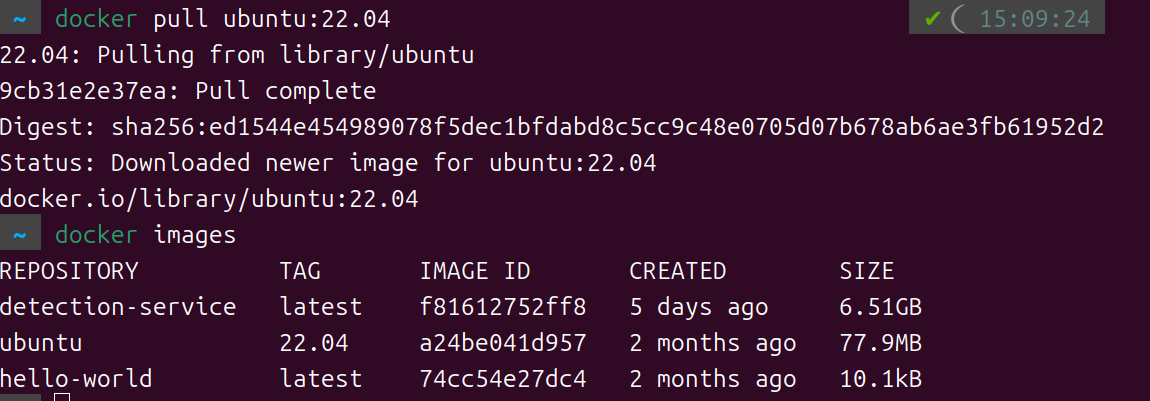 ~ docker pull ubuntu:22.04 ✔ 15:09:24
22.04: Pulling from library/ubuntu
9cb31e2e37ea: Pull complete
Digest: sha256:ed1544e454989078f5dec1bfdabd8c5cc9c48e0705d07b678ab6ae3fb61952d2
Status: Downloaded newer image for ubuntu:22.04
docker.io/library/ubuntu:22.04
~ docker images
REPOSITORY TAG IMAGE ID CREATED SIZE
detection-service latest f81612752ff8 5 days ago 6.51GB
ubuntu 22.04 a24be041d957 2 months ago 77.9MB
hello-world latest 74cc54e27dc4 2 months ago 10.1kB